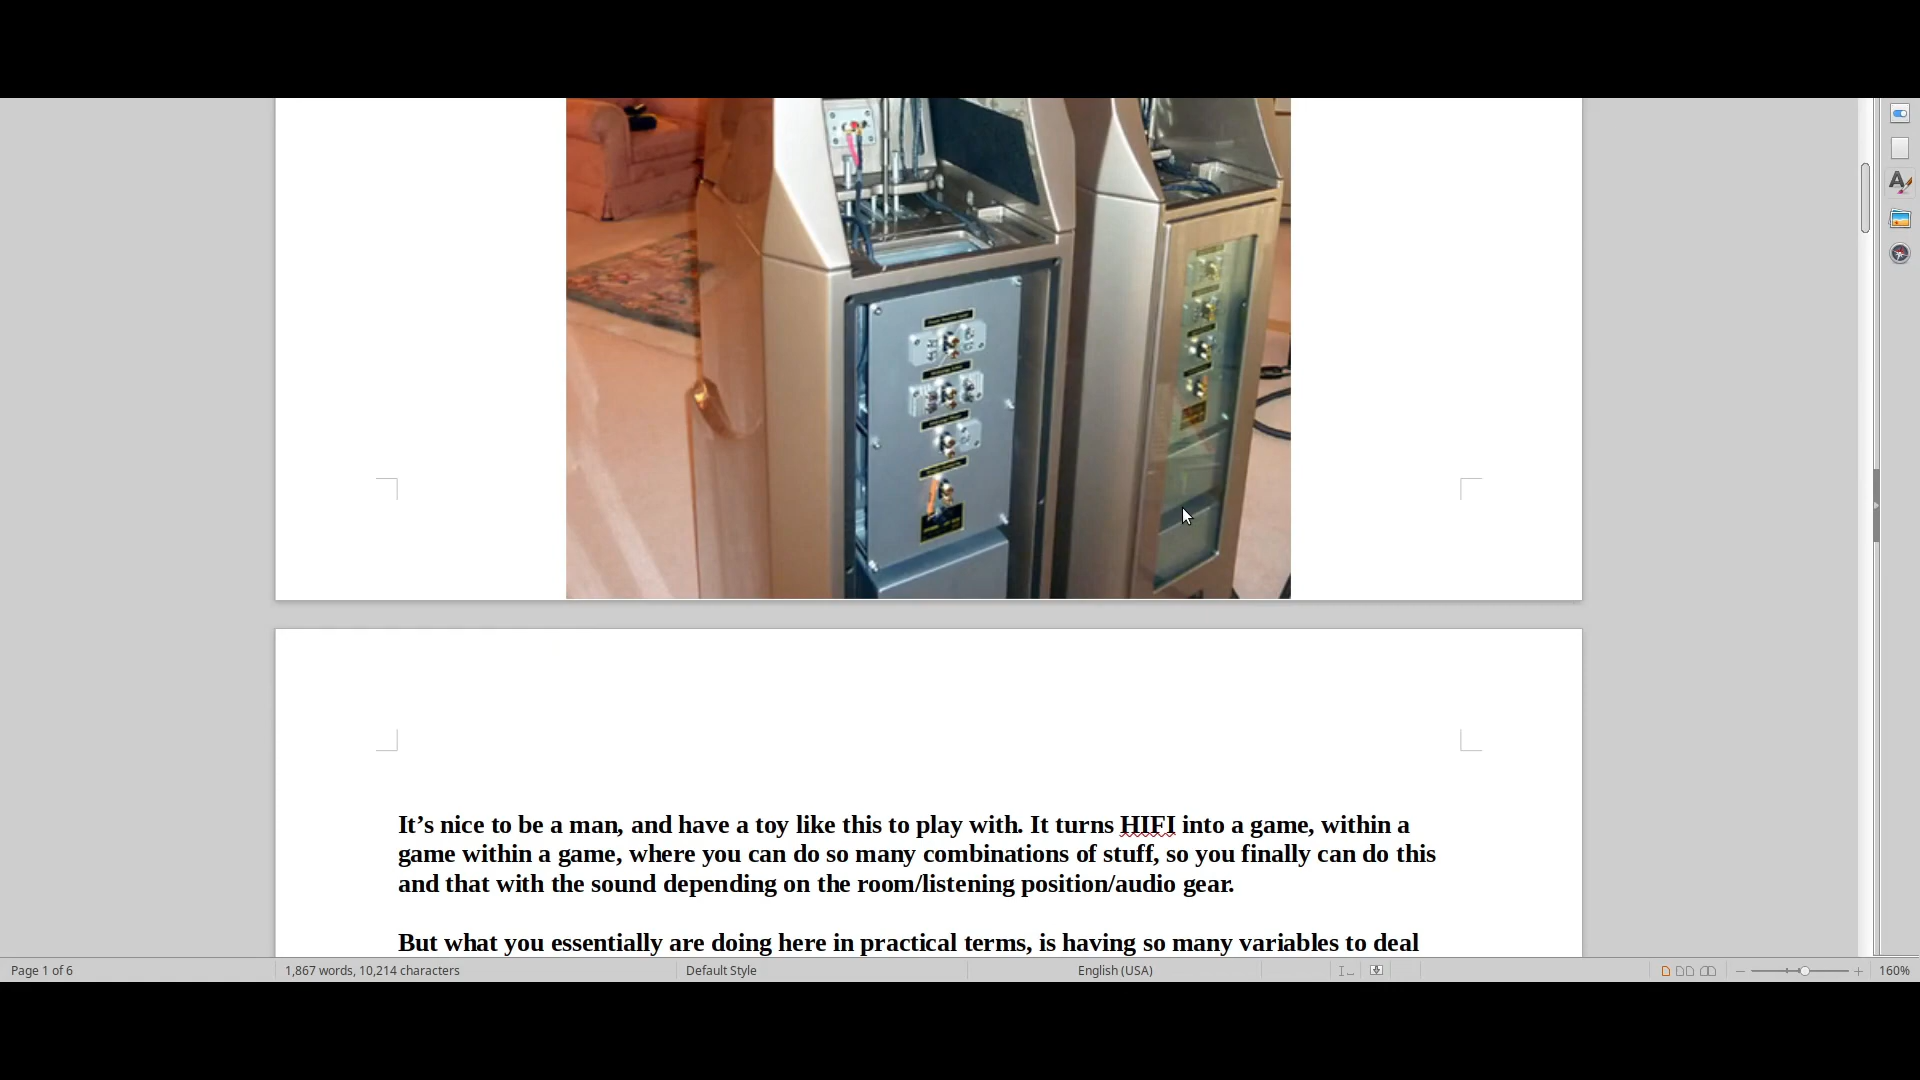 It’s nice to be a man, and have a toy like this to play with. It turns HIFI into a game, within a
game within a game, where you can do so many combinations of stuff, so you finally can do this
and that with the sound depending on the room/listening position/audio gear.
But what you essentially are doing here in practical terms, is having so many variables to deal
Page 1 of 6
1,867 words, 10,214 characters
Default Style
English (USA)
160%